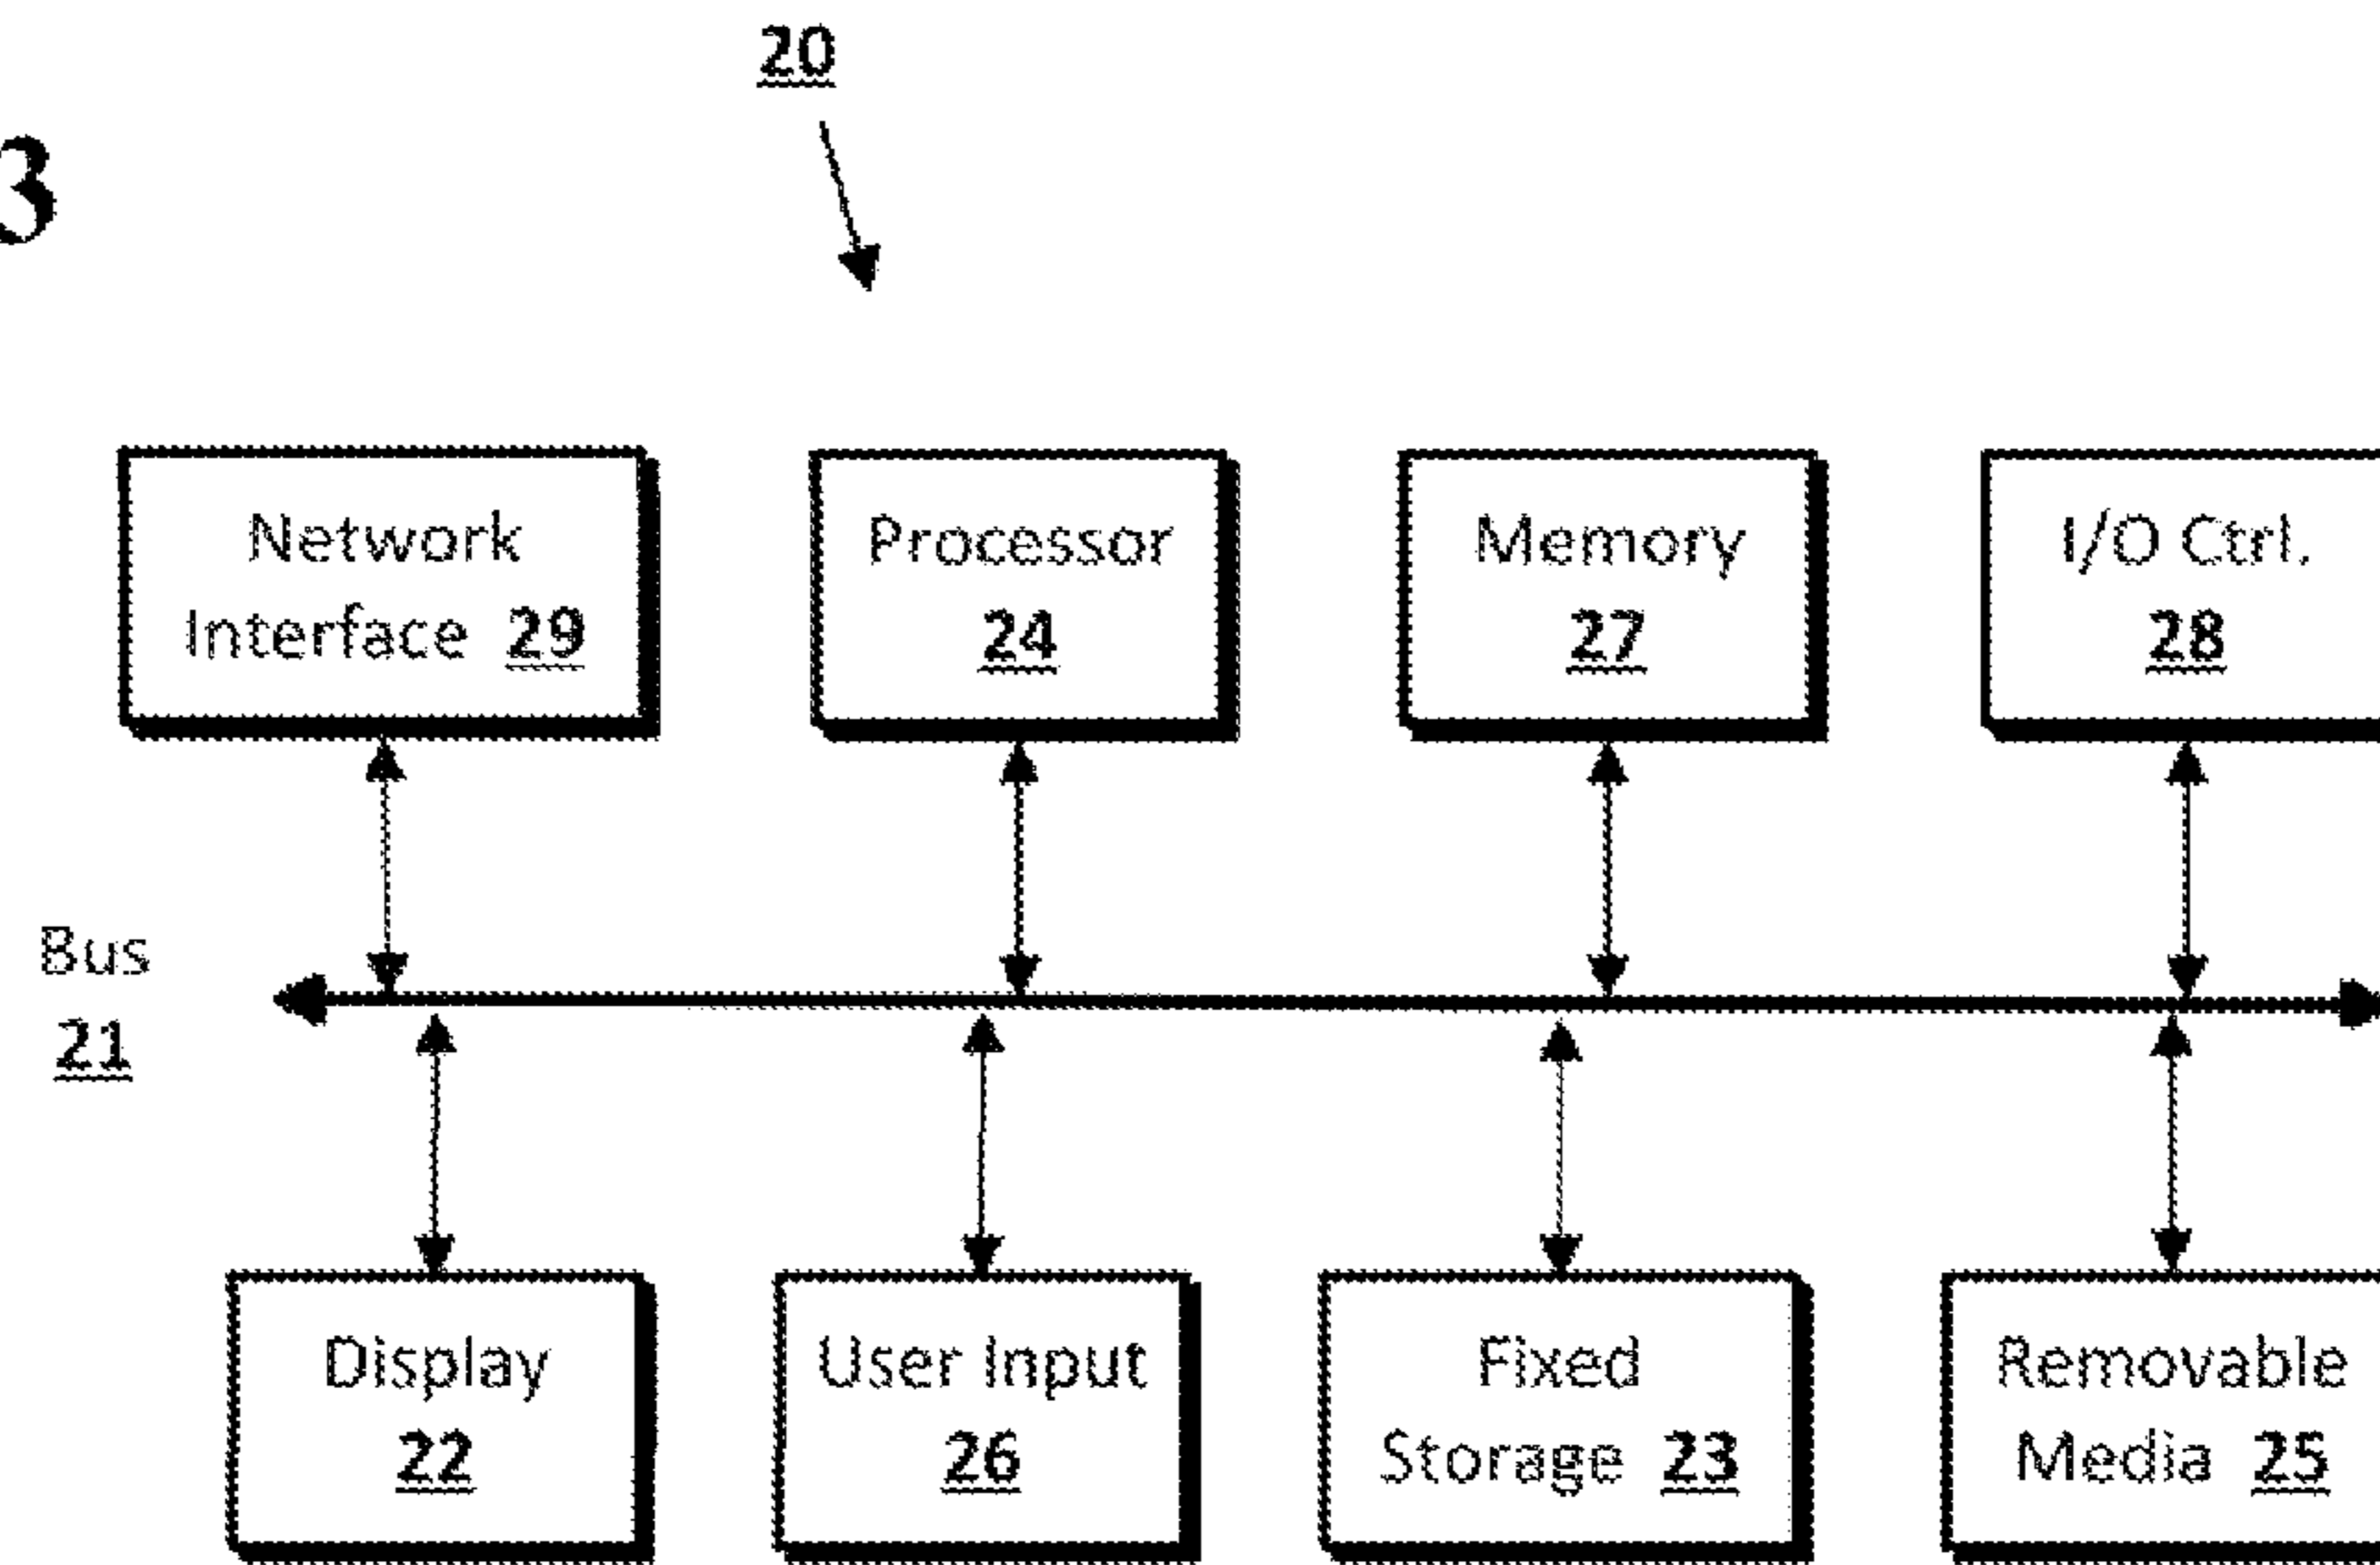 20
3
Network
Interface 29
Processor
24
Memory
27
I/O Ctrl.
28
Bus
21
Display
22
User Input
26
Fixed
Storage 23
Removable
Media 25